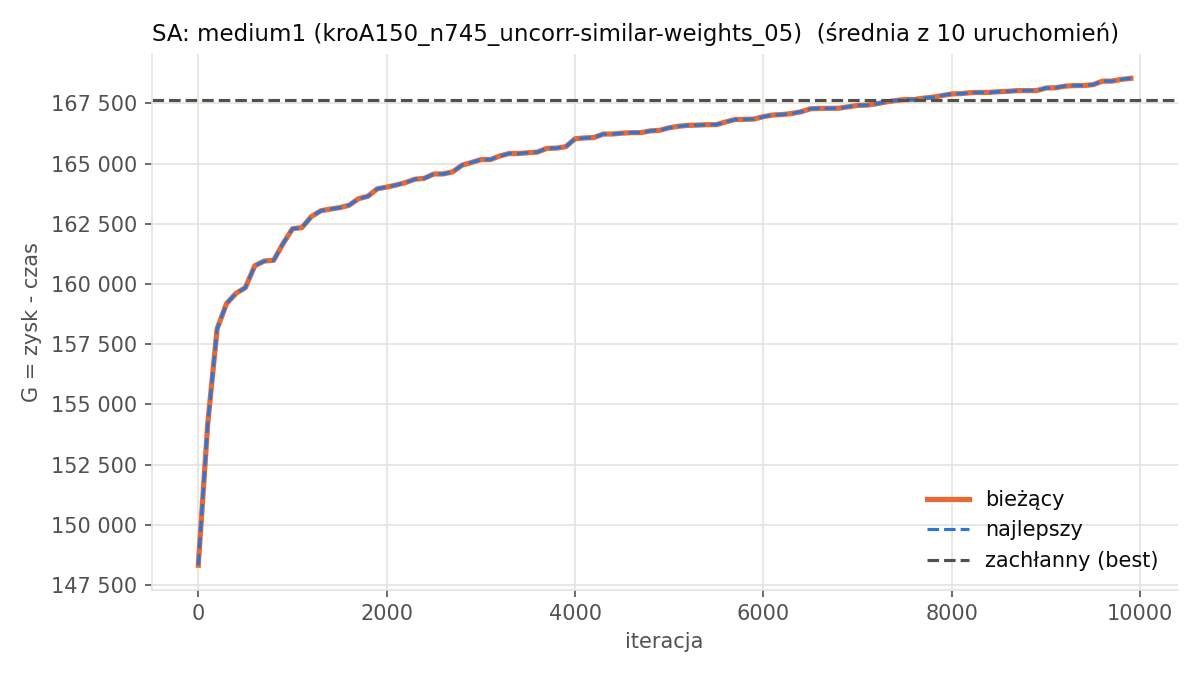 SA: medium1 (kroA150_n745_uncorr-similar-weights_05)  (średnia z 10 uruchomień)
G = zysk - czas
167 500
165 000
162 500
160 000
157 500
155 000
152 500
150 000
147 500
bieżący
najlepszy
zachłanny (best)
0 2000 4000 6000 8000 10000
iteracja